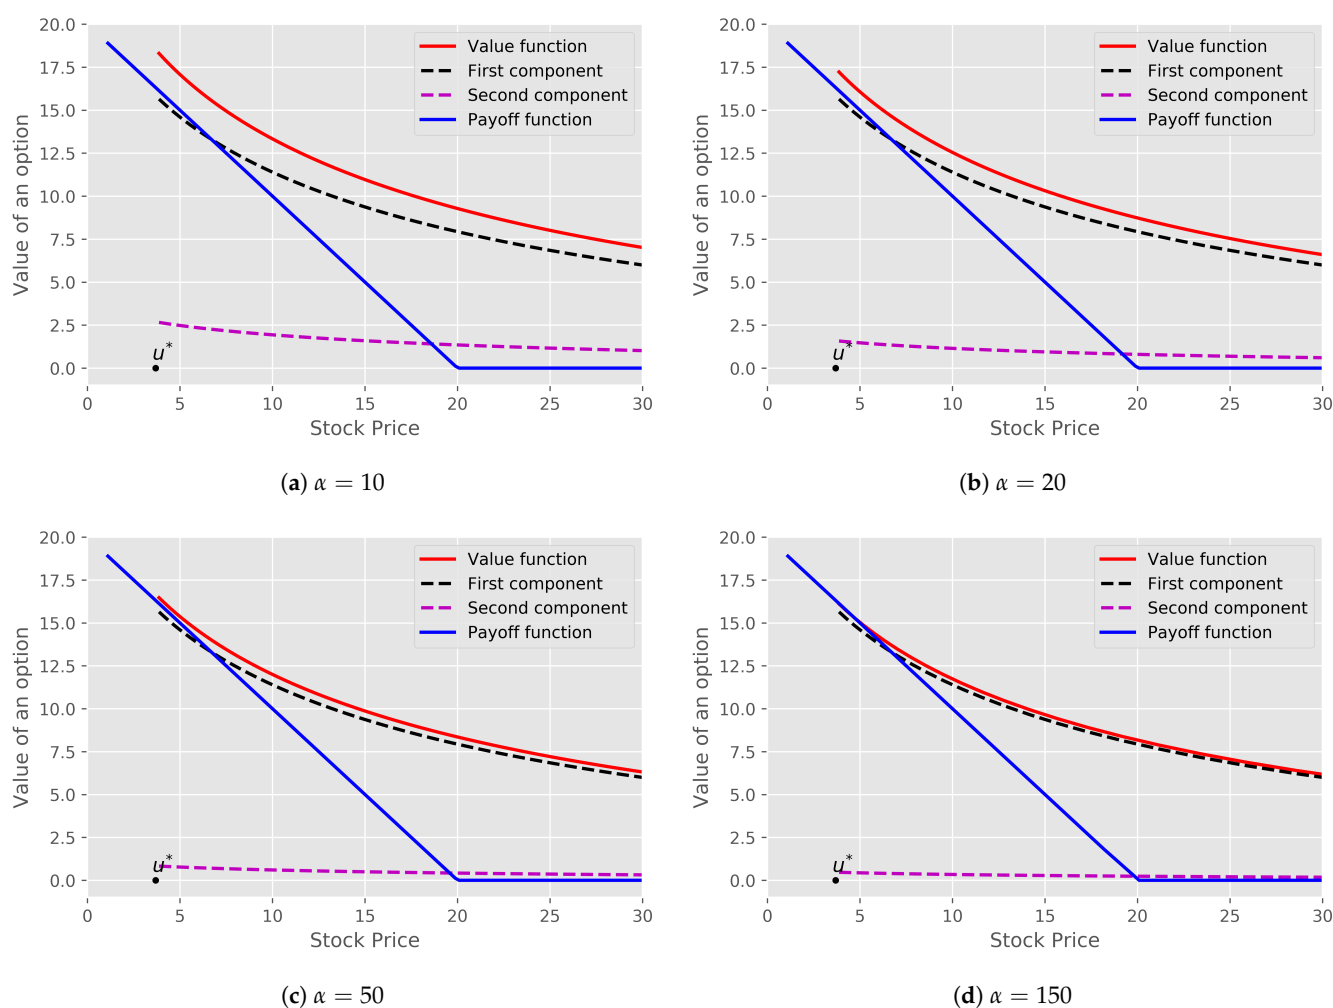 20.0
17.5
15.0
12.5
10.0
7.5
5.0
2.5
0.0
Value of an option
0 5 10 15 20 25 30
Stock Price
u*
Value function
First component
Second component
Payoff function
(a) α = 10
20.0
17.5
15.0
12.5
10.0
7.5
5.0
2.5
0.0
Value of an option
0 5 10 15 20 25 30
Stock Price
u*
Value function
First component
Second component
Payoff function
(b) α = 20
20.0
17.5
15.0
12.5
10.0
7.5
5.0
2.5
0.0
Value of an option
0 5 10 15 20 25 30
Stock Price
u*
Value function
First component
Second component
Payoff function
(c) α = 50
20.0
17.5
15.0
12.5
10.0
7.5
5.0
2.5
0.0
Value of an option
0 5 10 15 20 25 30
Stock Price
u*
Value function
First component
Second component
Payoff function
(d) α = 150